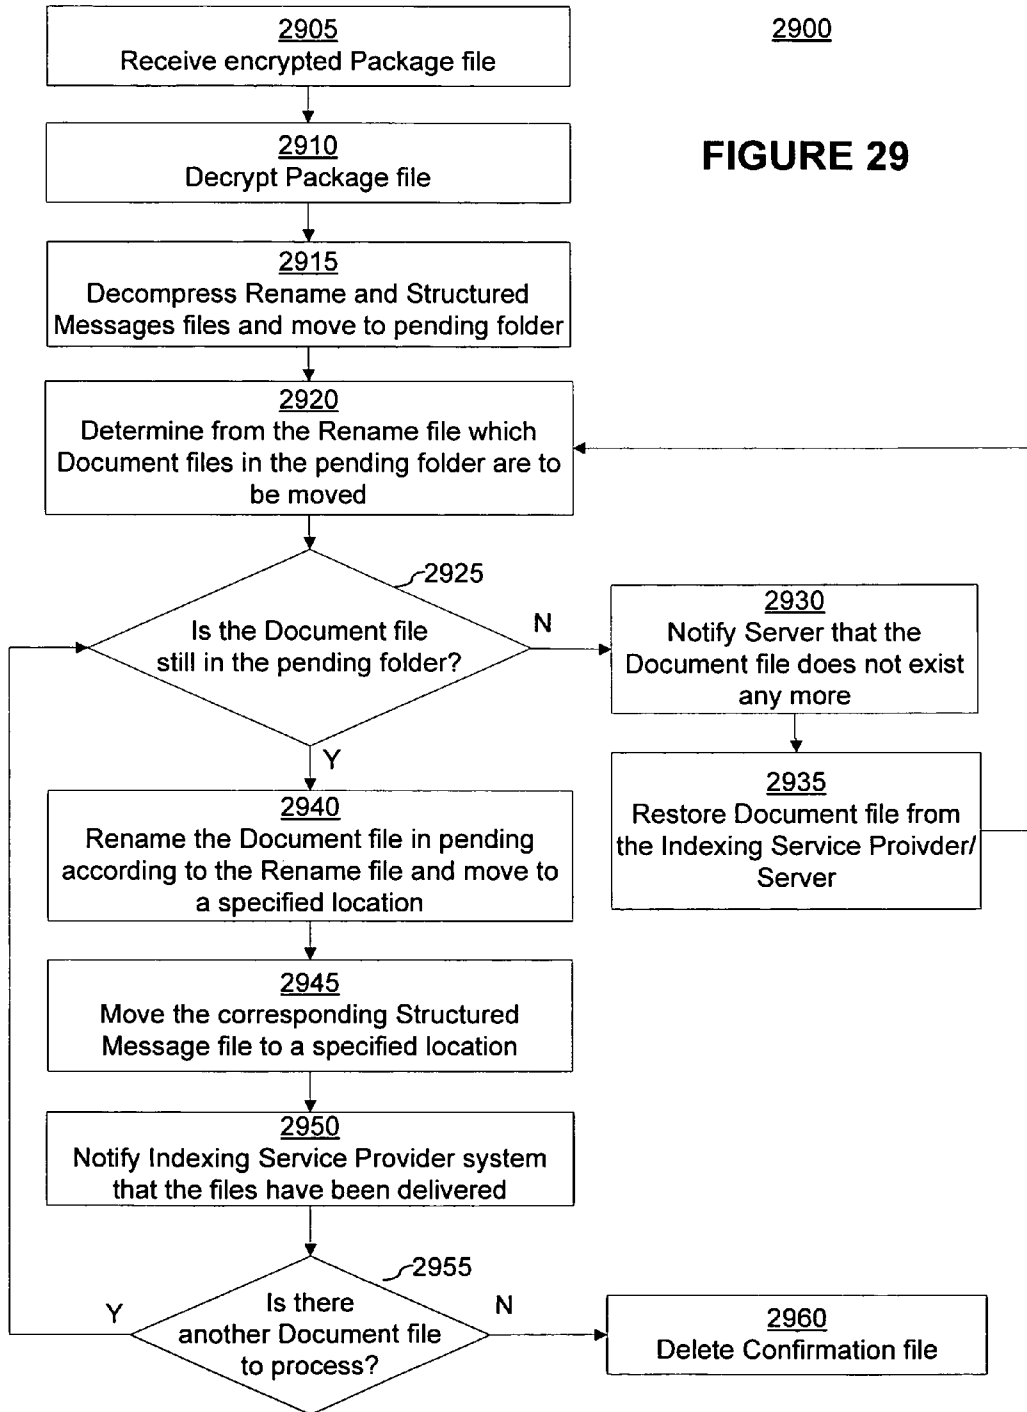 2905
Receive encrypted Package file
2900
FIGURE 29
2910
Decrypt Package file
2915
Decompress Rename and Structured
Messages files and move to pending folder
2920
Determine from the Rename file which
Document files in the pending folder are to
be moved
2925
Is the Document file
still in the pending folder?
N
Y
2930
Notify Server that the
Document file does not exist
any more
2935
Restore Document file from
the Indexing Service Proivder/
Server
2940
Rename the Document file in pending
according to the Rename file and move to
a specified location
2945
Move the corresponding Structured
Message file to a specified location
2950
Notify Indexing Service Provider system
that the files have been delivered
2955
Is there
another Document file
to process?
Y
N
2960
Delete Confirmation file